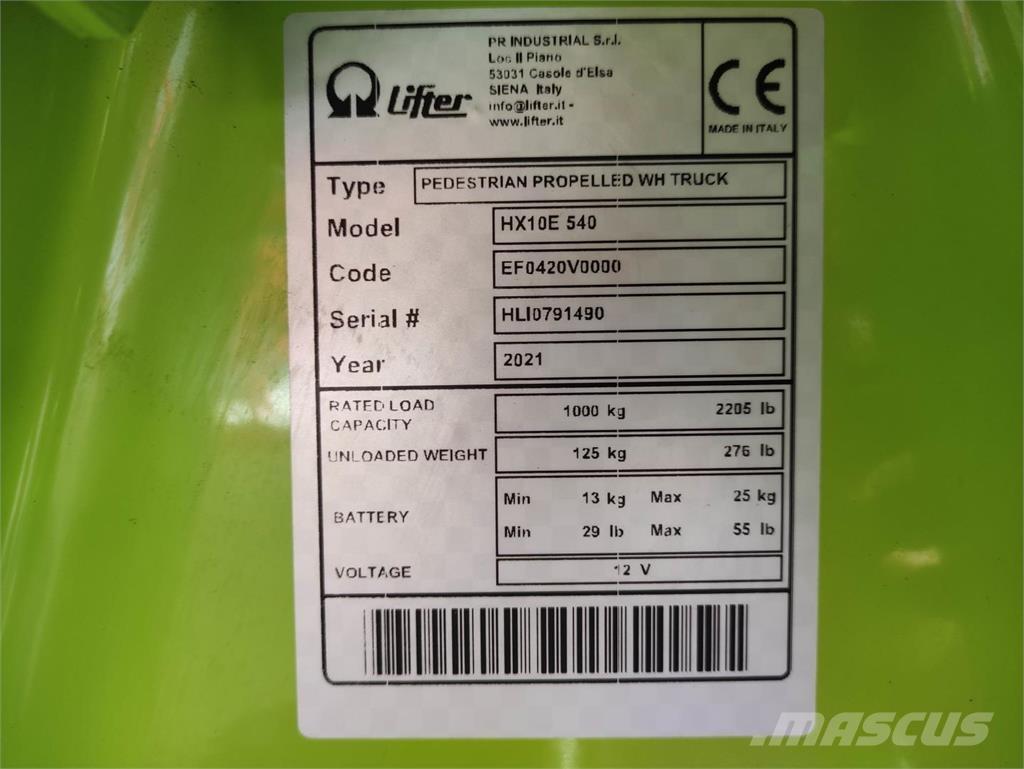 Lifter
PR INDUSTRIAL S.r.l.
Loc Il Piano
53031 Casole d'Elsa
SIENA Italy
info@lifter.it -
www.lifter.it
CE
MADE IN ITALY
Type PEDESTRIAN PROPELLED WH TRUCK
Model HX10E 540
Code EF0420V0000
Serial # HLI0791490
Year 2021
RATED LOAD
CAPACITY 1000 kg 2205 lb
UNLOADED WEIGHT 125 kg 276 lb
BATTERY
Min 13 kg Max 25 kg
Min 29 lb Max 55 lb
VOLTAGE 12 V
MASCUS